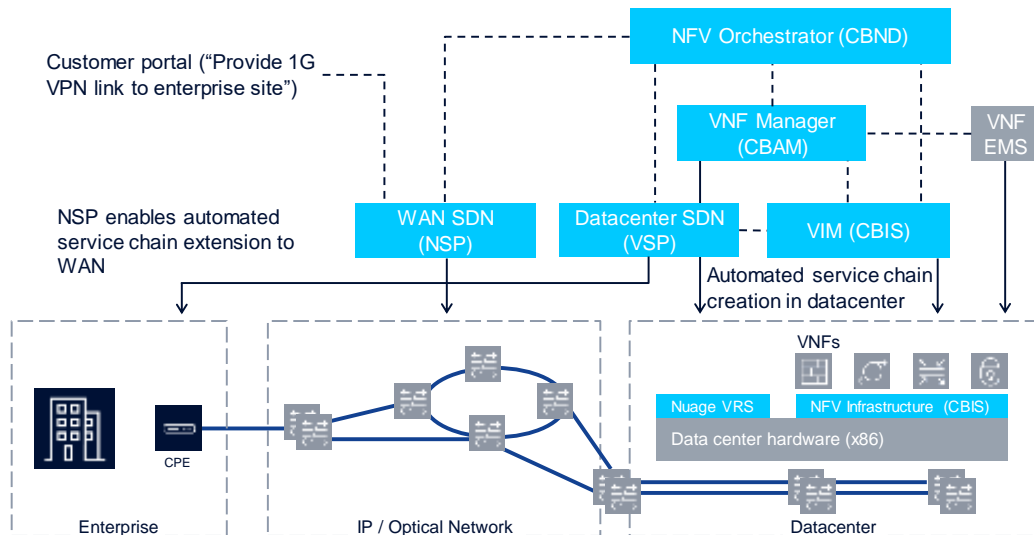 NFV Orchestrator (CBND)
Customer portal (“Provide 1G
VPN link to enterprise site”)
VNF Manager
(CBAM)
VNF
EMS
NSP enables automated
service chain extension to
WAN
WAN SDN
(NSP)
Datacenter SDN
(VSP)
VIM (CBIS)
Automated service chain
creation in datacenter
VNFs
Nuage VRS
NFV Infrastructure (CBIS)
Data center hardware (x86)
CPE
Enterprise
IP / Optical Network
Datacenter